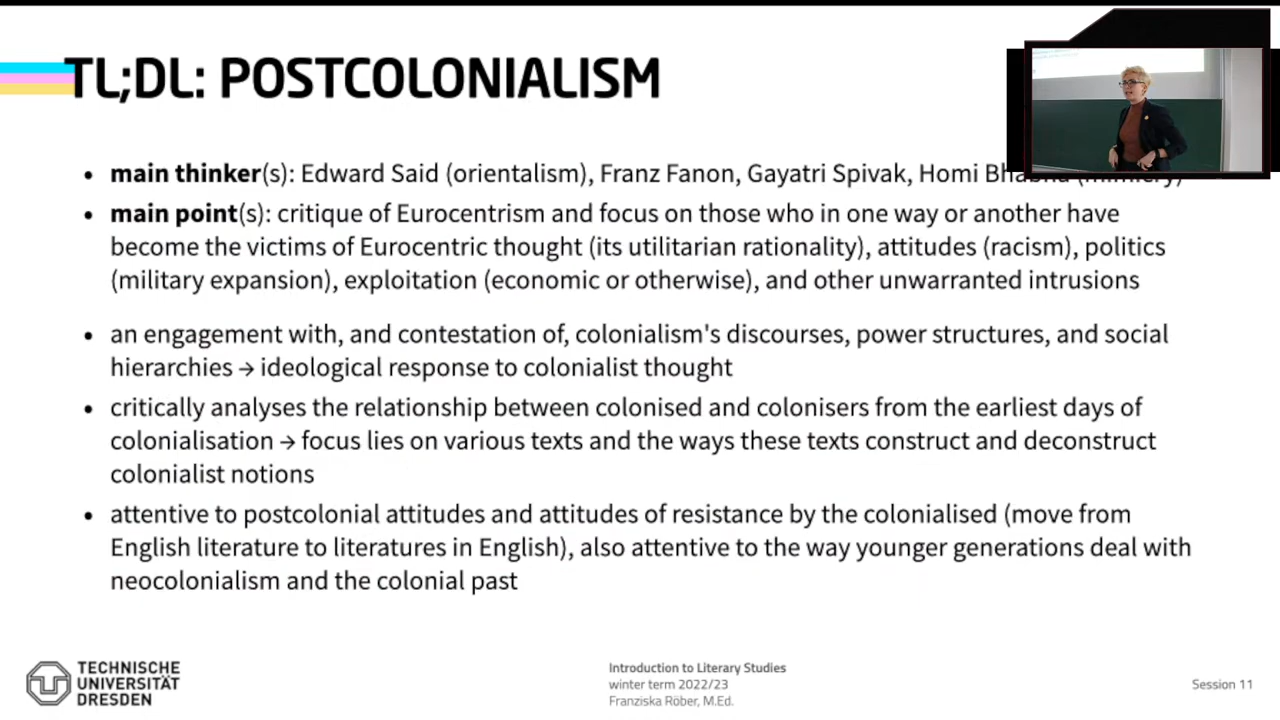 TL;DL: POSTCOLONIALISM
• main thinker(s): Edward Said (orientalism), Franz Fanon, Gayatri Spivak, Homi
• main point(s): critique of Eurocentrism and focus on those who in one way or another have
become the victims of Eurocentric thought (its utilitarian rationality), attitudes (racism), politics
(military expansion), exploitation (economic or otherwise), and other unwarranted intrusions
• an engagement with, and contestation of, colonialism's discourses, power structures, and social
hierarchies → ideological response to colonialist thought
• critically analyses the relationship between colonised and colonisers from the earliest days of
colonialisation → focus lies on various texts and the ways these texts construct and deconstruct
colonialist notions
• attentive to postcolonial attitudes and attitudes of resistance by the colonialised (move from
English literature to literatures in English), also attentive to the way younger generations deal with
neocolonialism and the colonial past
TECHNISCHE
UNIVERSITÄT
DRESDEN
Introduction to Literary Studies
winter term 2022/23
Franziska Röber, M.Ed.
Session 11